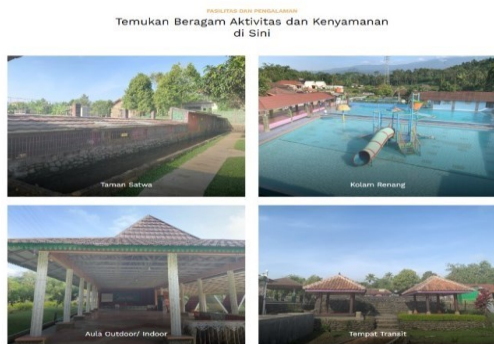 FASILITAS DAN PENGALAMAN
Temukan Beragam Aktivitas dan Kenyamanan
di Sini
Taman Satwa
Kolam Renang
Aula Outdoor/ Indoor
Tempat Transit